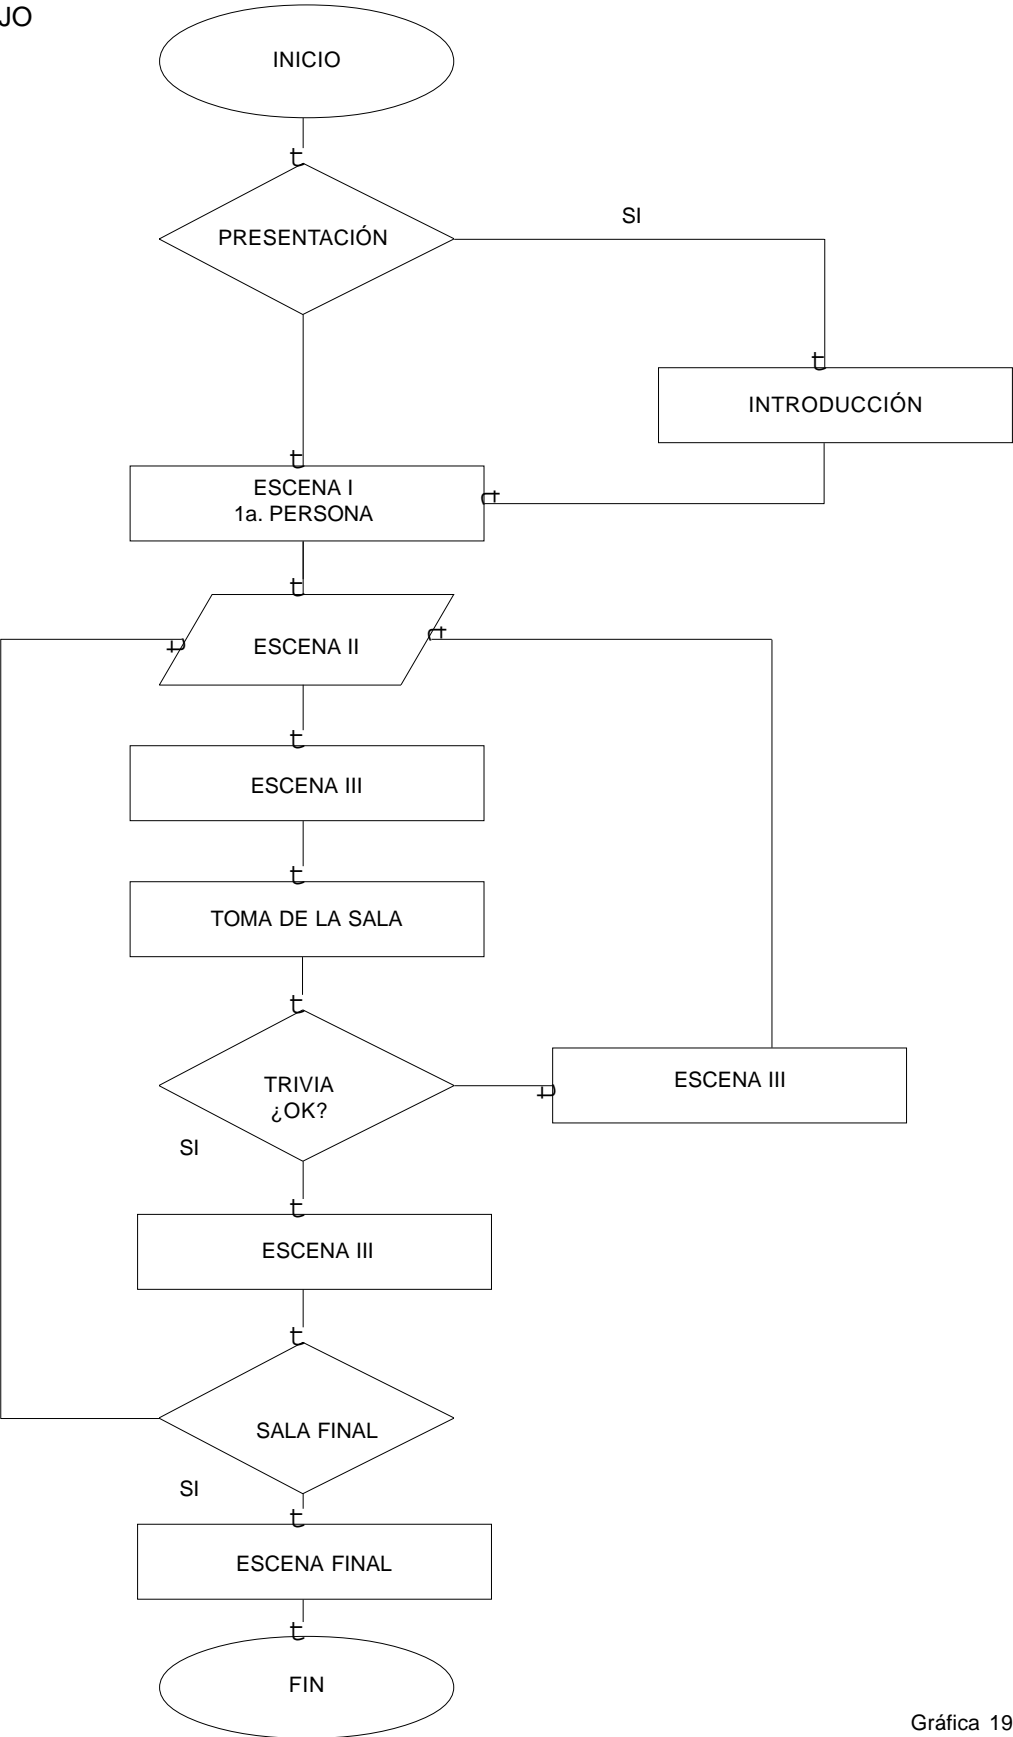 JO
INICIO
PRESENTACIÓN
SI
INTRODUCCIÓN
ESCENA I
1a. PERSONA
ESCENA II
ESCENA III
TOMA DE LA SALA
TRIVIA
¿OK?
ESCENA III
SI
ESCENA III
SALA FINAL
SI
ESCENA FINAL
FIN
Gráfica 19